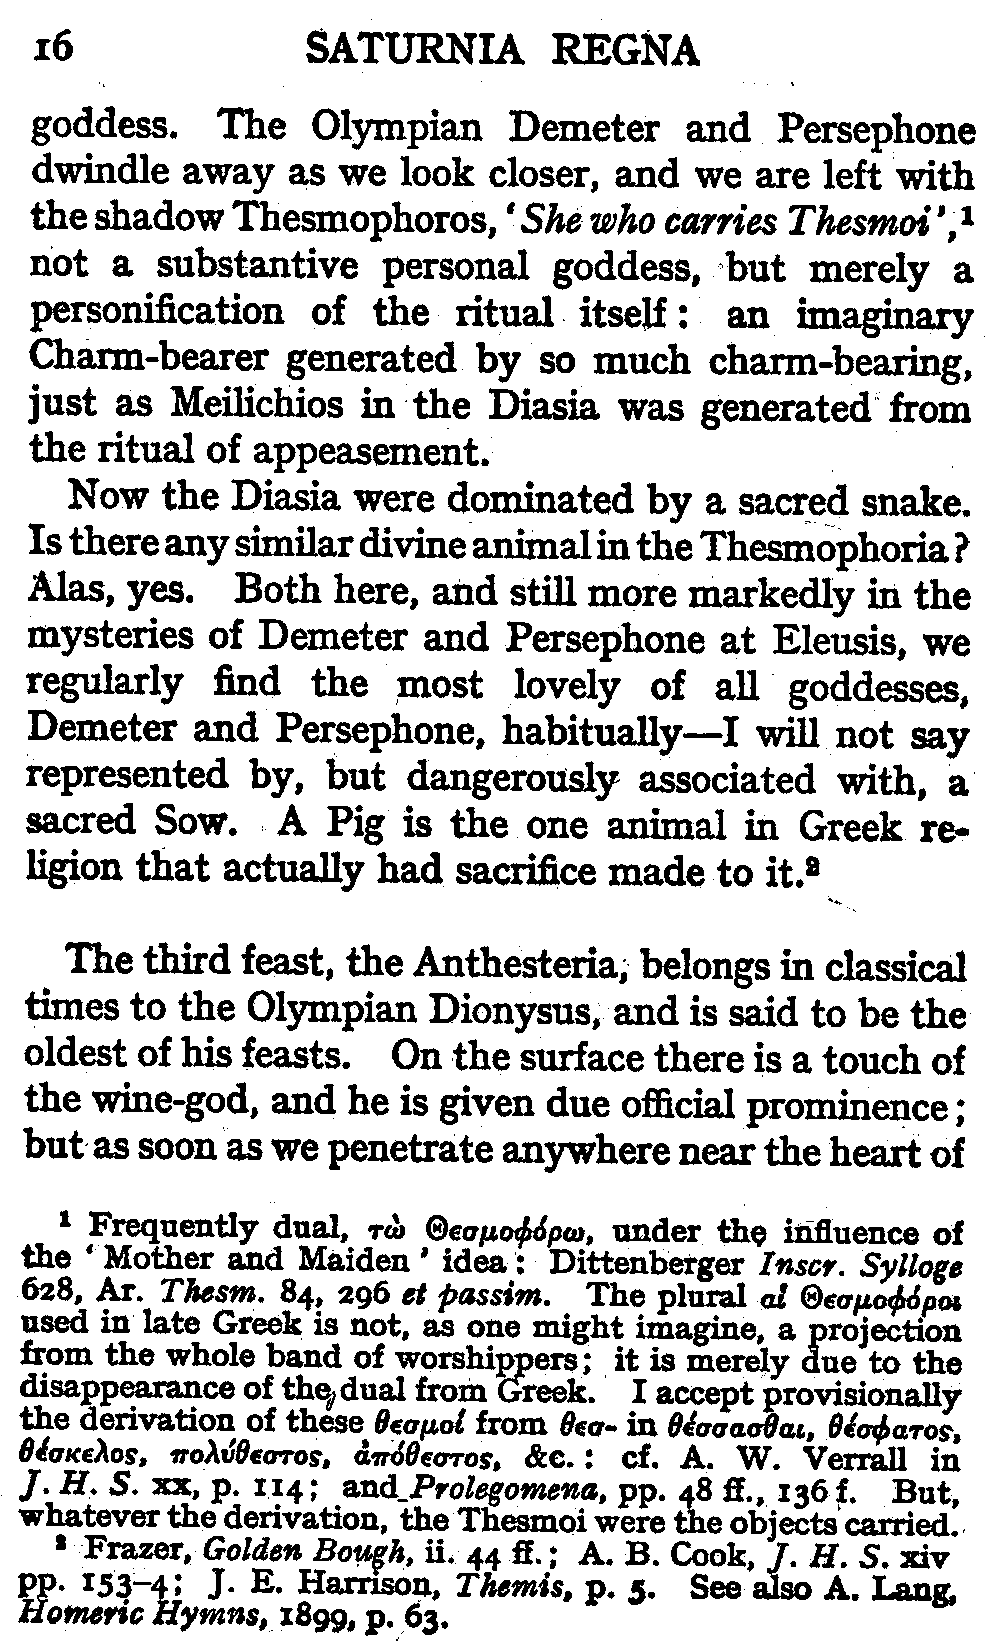 16 SATURNIA REGNA
goddess. The Olympian Demeter and Persephone
dwindle away as we look closer, and we are left with
the shadow Thesmophoros, ‘She who carries Thesmoi’,¹
not a substantive personal goddess, but merely a
personification of the ritual itself: an imaginary
Charm-bearer generated by so much charm-bearing,
just as Meilichios in the Diasia was generated from
the ritual of appeasement.
Now the Diasia were dominated by a sacred snake.
Is there any similar divine animal in the Thesmophoria?
Alas, yes. Both here, and still more markedly in the
mysteries of Demeter and Persephone at Eleusis, we
regularly find the most lovely of all goddesses,
Demeter and Persephone, habitually—I will not say
represented by, but dangerously associated with, a
sacred Sow. A Pig is the one animal in Greek re-
ligion that actually had sacrifice made to it.²
The third feast, the Anthesteria, belongs in classical
times to the Olympian Dionysus, and is said to be the
oldest of his feasts. On the surface there is a touch of
the wine-god, and he is given due official prominence;
but as soon as we penetrate anywhere near the heart of
¹ Frequently dual, τὼ Θεσμοφόρω, under the influence of
the ‘Mother and Maiden’ idea: Dittenberger Inscr. Sylloge
628, Ar. Thesm. 84, 296 et passim. The plural αἱ Θεσμοφόροι
used in late Greek is not, as one might imagine, a projection
from the whole band of worshippers; it is merely due to the
disappearance of the dual from Greek. I accept provisionally
the derivation of these θεσμοί from θεσ- in θέσσασθαι, θέσφατος,
θέσκελος, πολύθεστος, ἀπόθεστος, &c.: cf. A. W. Verrall in
J. H. S. xx, p. 114; and Prolegomena, pp. 48 ff., 136 f. But,
whatever the derivation, the Thesmoi were the objects carried.
² Frazer, Golden Bough, ii. 44 ff.; A. B. Cook, J. H. S. xiv
pp. 153–4; J. E. Harrison, Themis, p. 5. See also A. Lang,
Homeric Hymns, 1899, p. 63.